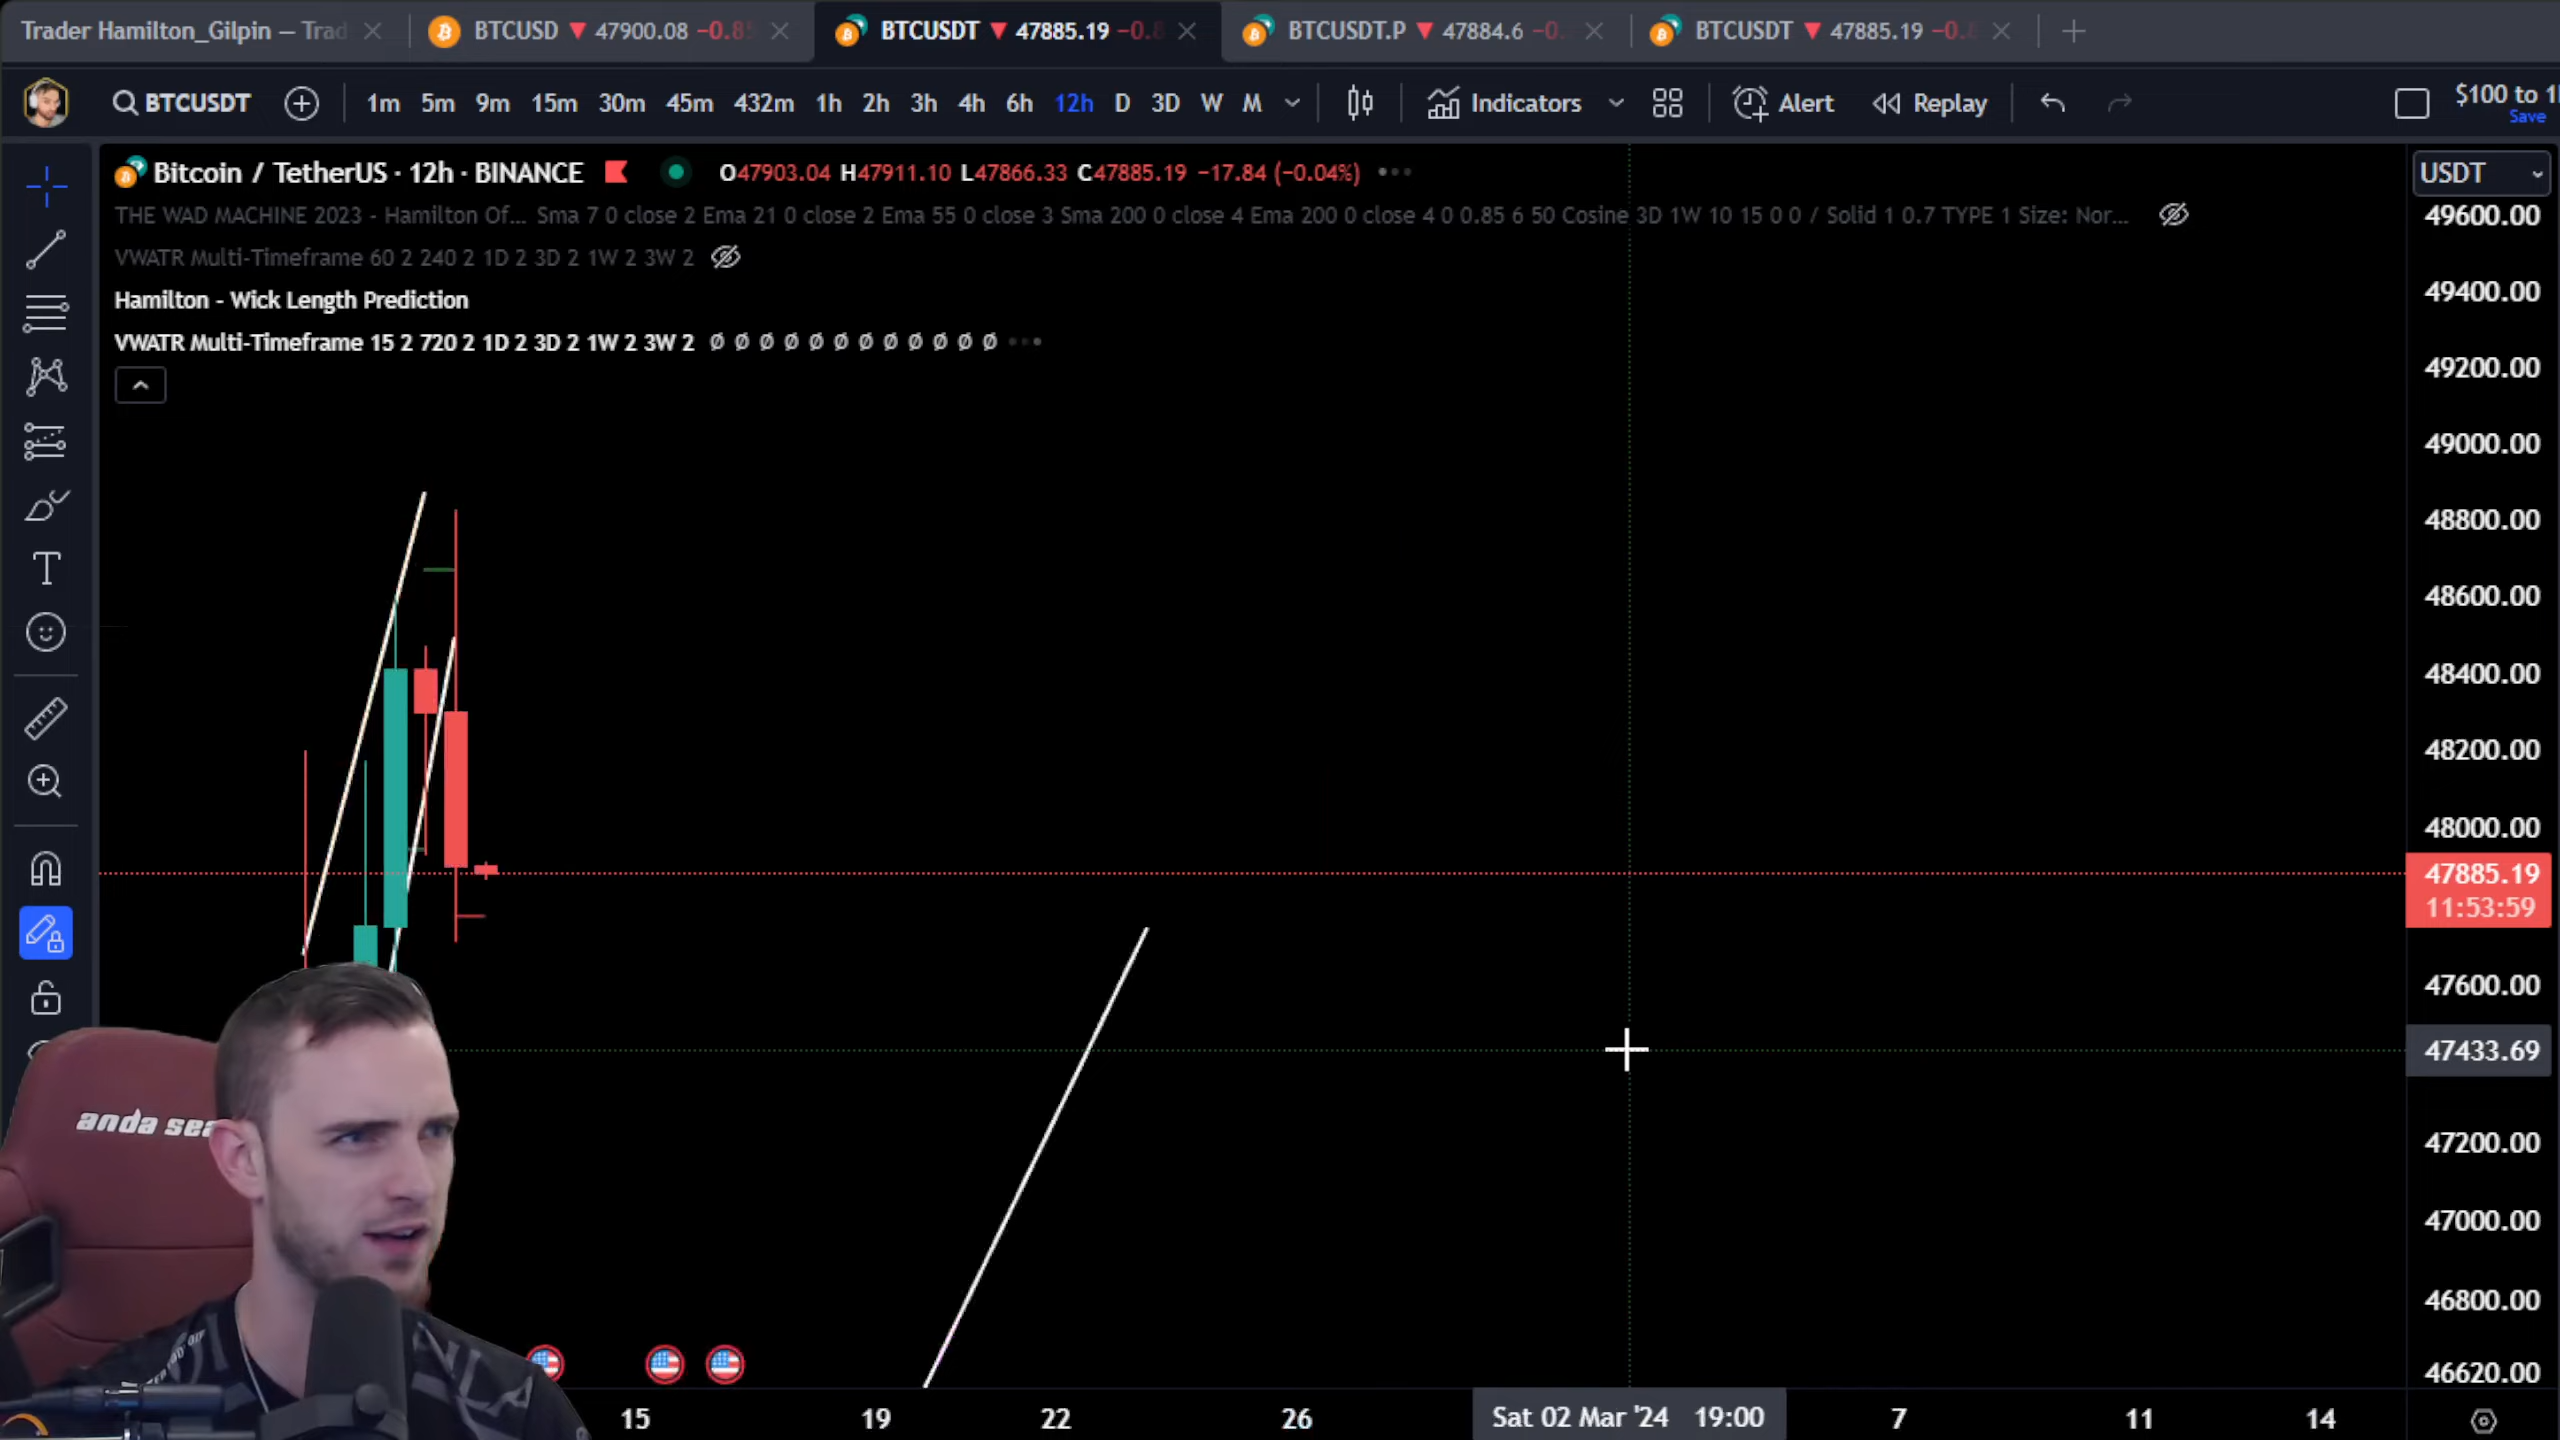 Trader Hamilton_Gilpin — Trad
BTCUSD 47900.08 −0.8
BTCUSDT 47885.19 −0.8
BTCUSDT.P 47884.6 −0.
BTCUSDT 47885.19 −0.
BTCUSDT
1m 5m 9m 15m 30m 45m 432m 1h 2h 3h 4h 6h 12h D 3D W M
Indicators
Alert
Replay
$100 to 1
Save
Bitcoin / TetherUS · 12h · BINANCE
O47903.04 H47911.10 L47866.33 C47885.19 −17.84 (−0.04%)
USDT
THE WAD MACHINE 2023 - Hamilton Of... Sma 7 0 close 2 Ema 21 0 close 2 Ema 55 0 close 3 Sma 200 0 close 4 Ema 200 0 close 4 0 0.85 6 50 Cosine 3D 1W 10 15 0 0 / Solid 1 0.7 TYPE 1 Size: Nor...
VWATR Multi-Timeframe 60 2 240 2 1D 2 3D 2 1W 2 3W 2
Hamilton - Wick Length Prediction
VWATR Multi-Timeframe 15 2 720 2 1D 2 3D 2 1W 2 3W 2 Ø Ø Ø Ø Ø Ø Ø Ø Ø Ø Ø Ø
49600.00
49400.00
49200.00
49000.00
48800.00
48600.00
48400.00
48200.00
48000.00
47885.19
11:53:59
47600.00
47433.69
47200.00
47000.00
46800.00
46620.00
anda sea
15 19 22 26 Sat 02 Mar '24 19:00 7 11 14